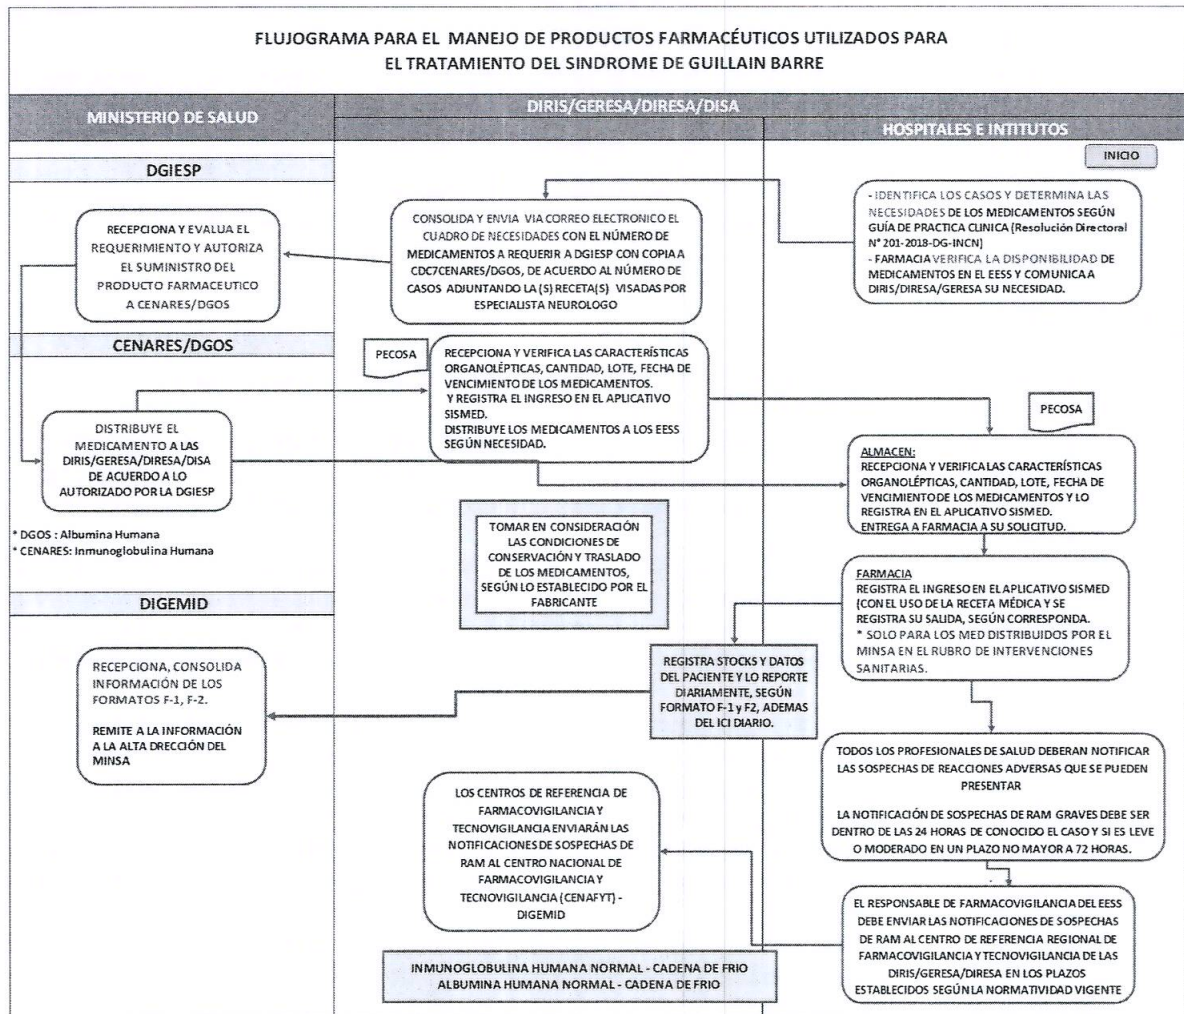 FLUJOGRAMA PARA EL MANEJO DE PRODUCTOS FARMACÉUTICOS UTILIZADOS PARA
EL TRATAMIENTO DEL SINDROME DE GUILLAIN BARRE
MINISTERIO DE SALUD
DIRIS/GERESA/DIRESA/DISA
HOSPITALES E INTITUTOS
INICIO
DGIESP
- IDENTIFICA LOS CASOS Y DETERMINA LAS
NECESIDADES DE LOS MEDICAMENTOS SEGÚN
GUÍA DE PRACTICA CLINICA (Resolución Directoral
N° 201-2018-DG-INCN)
- FARMACIA VERIFICA LA DISPONIBILIDAD DE
MEDICAMENTOS EN EL EESS Y COMUNICA A
DIRIS/DIRESA/GERESA SU NECESIDAD.
CONSOLIDA Y ENVIA VIA CORREO ELECTRONICO EL
CUADRO DE NECESIDADES CON EL NÚMERO DE
MEDICAMENTOS A REQUERIR A DGIESP CON COPIA A
CDC7CENARES/DGOS, DE ACUERDO AL NÚMERO DE
CASOS ADJUNTANDO LA (S) RECETA(S) VISADAS POR
ESPECIALISTA NEUROLOGO
RECEPCIONA Y EVALUA EL
REQUERIMIENTO Y AUTORIZA
EL SUMINISTRO DEL
PRODUCTO FARMACEUTICO
A CENARES/DGOS
CENARES/DGOS
DISTRIBUYE EL
MEDICAMENTO A LAS
DIRIS/GERESA/DIRESA/DISA
DE ACUERDO A LO
AUTORIZADO POR LA DGIESP
* DGOS : Albumina Humana
* CENARES: Inmunoglobulina Humana
PECOSA
RECEPCIONA Y VERIFICA LAS CARACTERÍSTICAS
ORGANOLÉPTICAS, CANTIDAD, LOTE, FECHA DE
VENCIMIENTO DE LOS MEDICAMENTOS.
Y REGISTRA EL INGRESO EN EL APLICATIVO
SISMED.
DISTRIBUYE LOS MEDICAMENTOS A LOS EESS
SEGÚN NECESIDAD.
PECOSA
ALMACEN:
RECEPCIONA Y VERIFICA LAS CARACTERÍSTICAS
ORGANOLÉPTICAS, CANTIDAD, LOTE, FECHA DE
VENCIMIENTO DE LOS MEDICAMENTOS Y LO
REGISTRA EN EL APLICATIVO SISMED.
ENTREGA A FARMACIA A SU SOLICITUD.
TOMAR EN CONSIDERACIÓN
LAS CONDICIONES DE
CONSERVACIÓN Y TRASLADO
DE LOS MEDICAMENTOS,
SEGÚN LO ESTABLECIDO POR EL
FABRICANTE
FARMACIA
REGISTRA EL INGRESO EN EL APLICATIVO SISMED
(CON EL USO DE LA RECETA MÉDICA Y SE
REGISTRA SU SALIDA, SEGÚN CORRESPONDA.
* SOLO PARA LOS MED DISTRIBUIDOS POR EL
MINSA EN EL RUBRO DE INTERVENCIONES
SANITARIAS.
DIGEMID
REGISTRA STOCKS Y DATOS
DEL PACIENTE Y LO REPORTE
DIARIAMENTE, SEGÚN
FORMATO F-1 y F2, ADEMAS
DEL ICI DIARIO.
RECEPCIONA, CONSOLIDA
INFORMACIÓN DE LOS
FORMATOS F-1, F-2.
REMITE A LA INFORMACIÓN
A LA ALTA DRECCIÓN DEL
MINSA
TODOS LOS PROFESIONALES DE SALUD DEBERAN NOTIFICAR
LAS SOSPECHAS DE REACCIONES ADVERSAS QUE SE PUEDEN
PRESENTAR
LA NOTIFICACIÓN DE SOSPECHAS DE RAM GRAVES DEBE SER
DENTRO DE LAS 24 HORAS DE CONOCIDO EL CASO Y SI ES LEVE
O MODERADO EN UN PLAZO NO MAYOR A 72 HORAS.
LOS CENTROS DE REFERENCIA DE
FARMACOVIGILANCIA Y
TECNOVIGILANCIA ENVIARÁN LAS
NOTIFICACIONES DE SOSPECHAS
DE RAM AL CENTRO NACIONAL DE
FARMACOVIGILANCIA Y
TECNOVIGILANCIA (CENAFYT) -
DIGEMID
EL RESPONSABLE DE FARMACOVIGILANCIA DEL EESS
DEBE ENVIAR LAS NOTIFICACIONES DE SOSPECHAS
DE RAM AL CENTRO DE REFERENCIA REGIONAL DE
FARMACOVIGILANCIA Y TECNOVIGILANCIA DE LAS
DIRIS/GERESA/DIRESA EN LOS PLAZOS
ESTABLECIDOS SEGÚN LA NORMATIVIDAD VIGENTE
INMUNOGLOBULINA HUMANA NORMAL - CADENA DE FRIO
ALBUMINA HUMANA NORMAL - CADENA DE FRIO